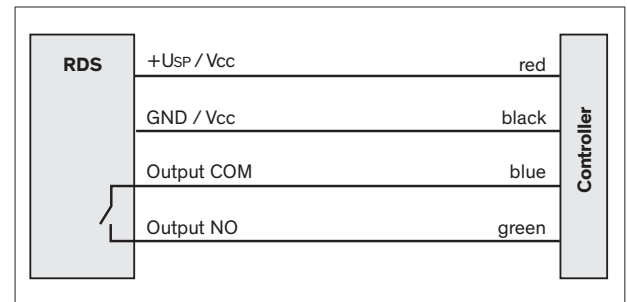 RDS
+USP / Vcc
red
GND / Vcc
black
Output COM
blue
Output NO
green
Controller